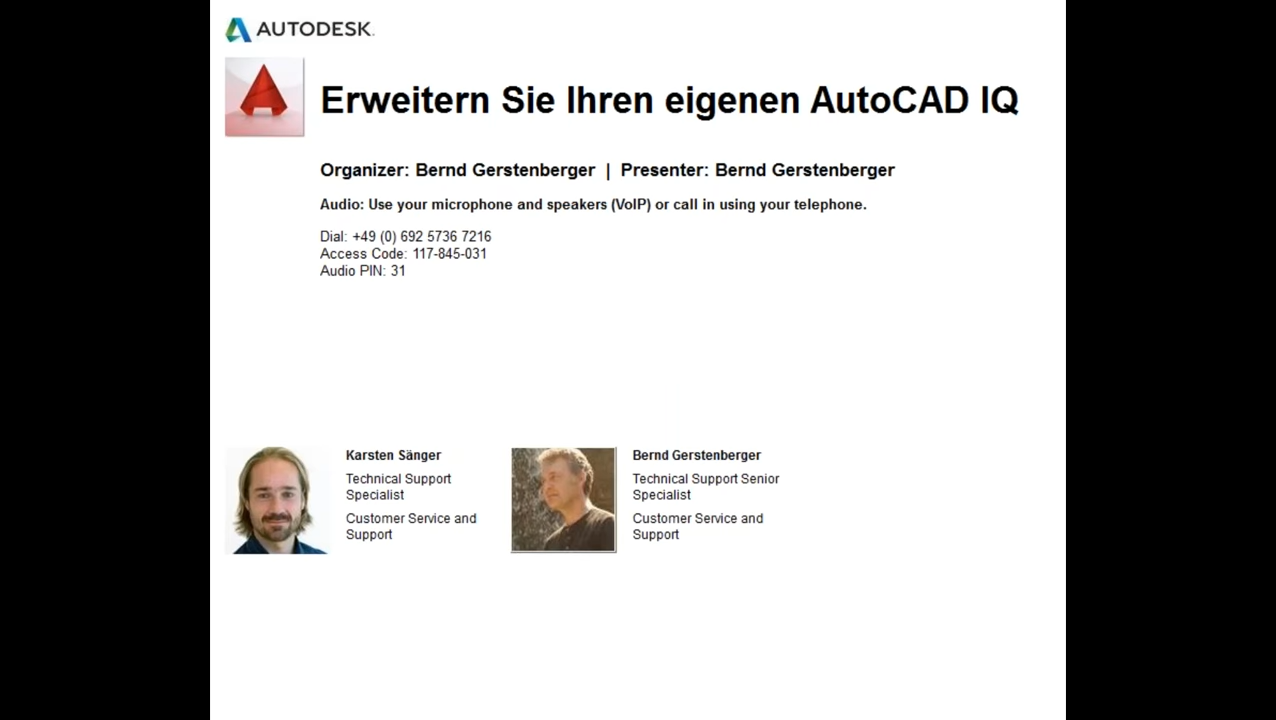 AUTODESK.
Erweitern Sie Ihren eigenen AutoCAD IQ
Organizer: Bernd Gerstenberger | Presenter: Bernd Gerstenberger
Audio: Use your microphone and speakers (VoIP) or call in using your telephone.
Dial: +49 (0) 692 5736 7216
Access Code: 117-845-031
Audio PIN: 31
Karsten Sänger
Technical Support
Specialist
Customer Service and
Support
Bernd Gerstenberger
Technical Support Senior
Specialist
Customer Service and
Support